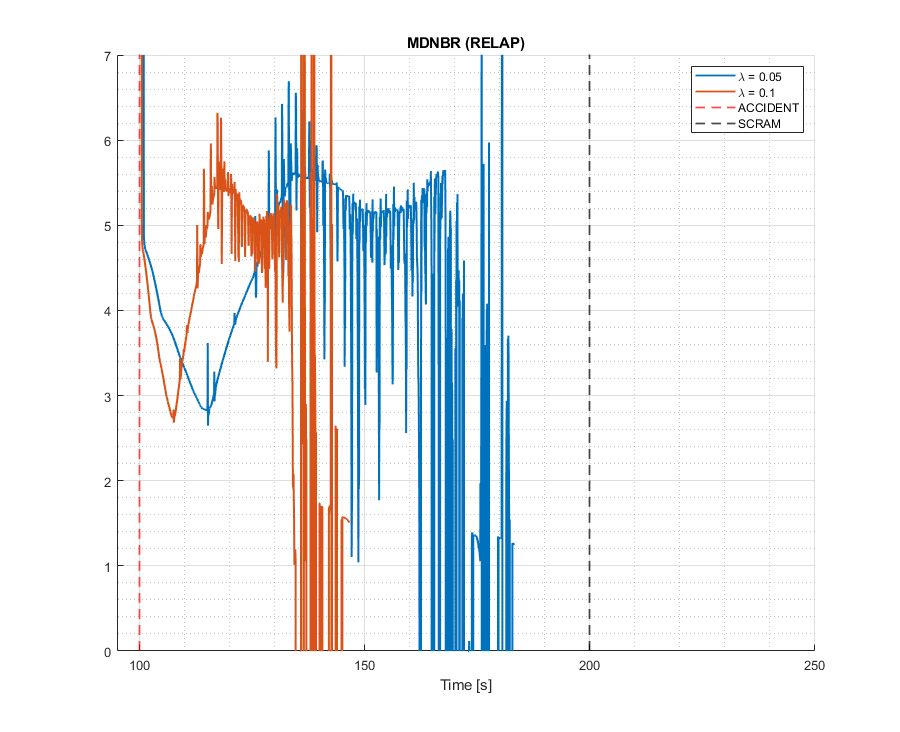 MDNBR (RELAP)
7
6
5
4
3
2
1
0
λ = 0.05
λ = 0.1
ACCIDENT
SCRAM
100
150
200
250
Time [s]